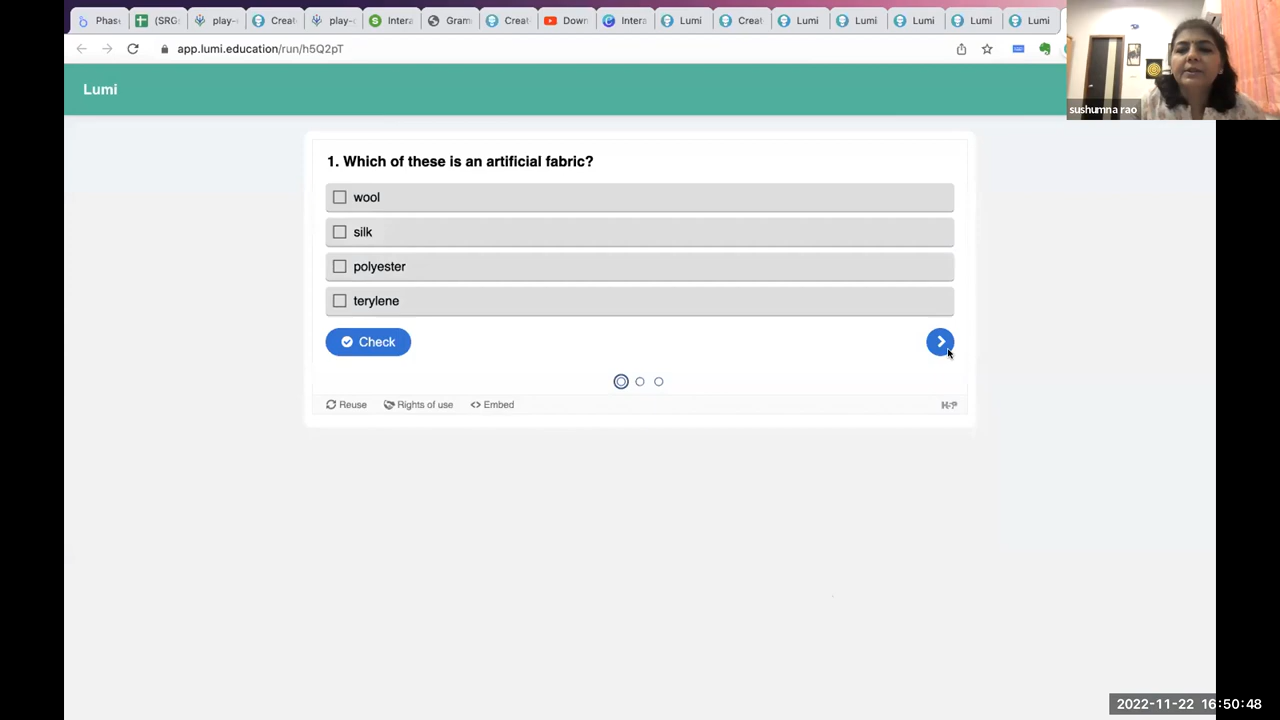 Phase
(SRG
play-
Creat
play-
Intera
Gram
Creat
Down
Intera
Lumi
Creat
Lumi
Lumi
Lumi
Lumi
Lumi
app.lumi.education/run/h5Q2pT
Lumi
sushumna rao
1. Which of these is an artificial fabric?
wool
silk
polyester
terylene
Check
Reuse
Rights of use
Embed
H-P
2022-11-22 16:50:48